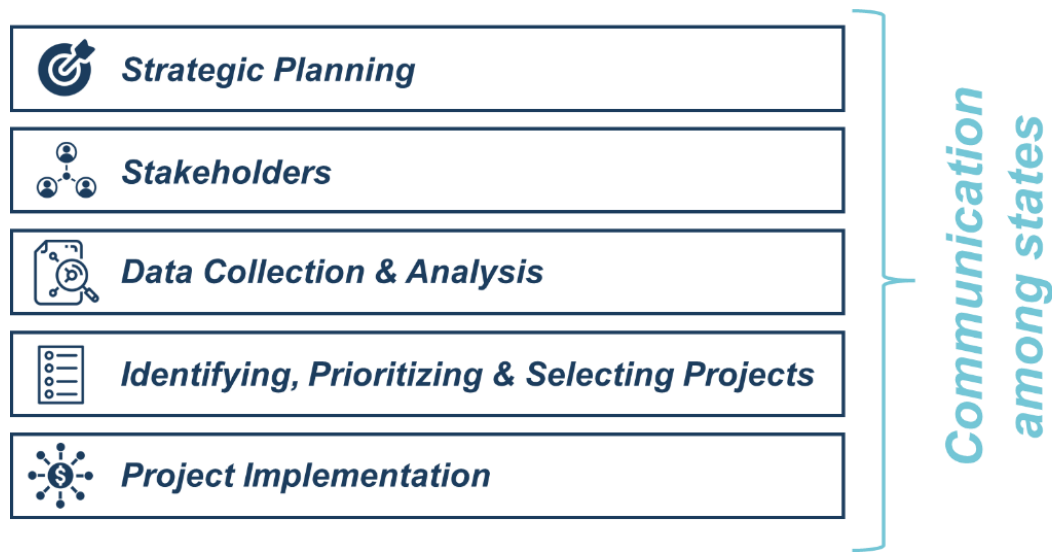 Strategic Planning
Stakeholders
Data Collection & Analysis
Identifying, Prioritizing & Selecting Projects
$
Project Implementation
Communication
among states